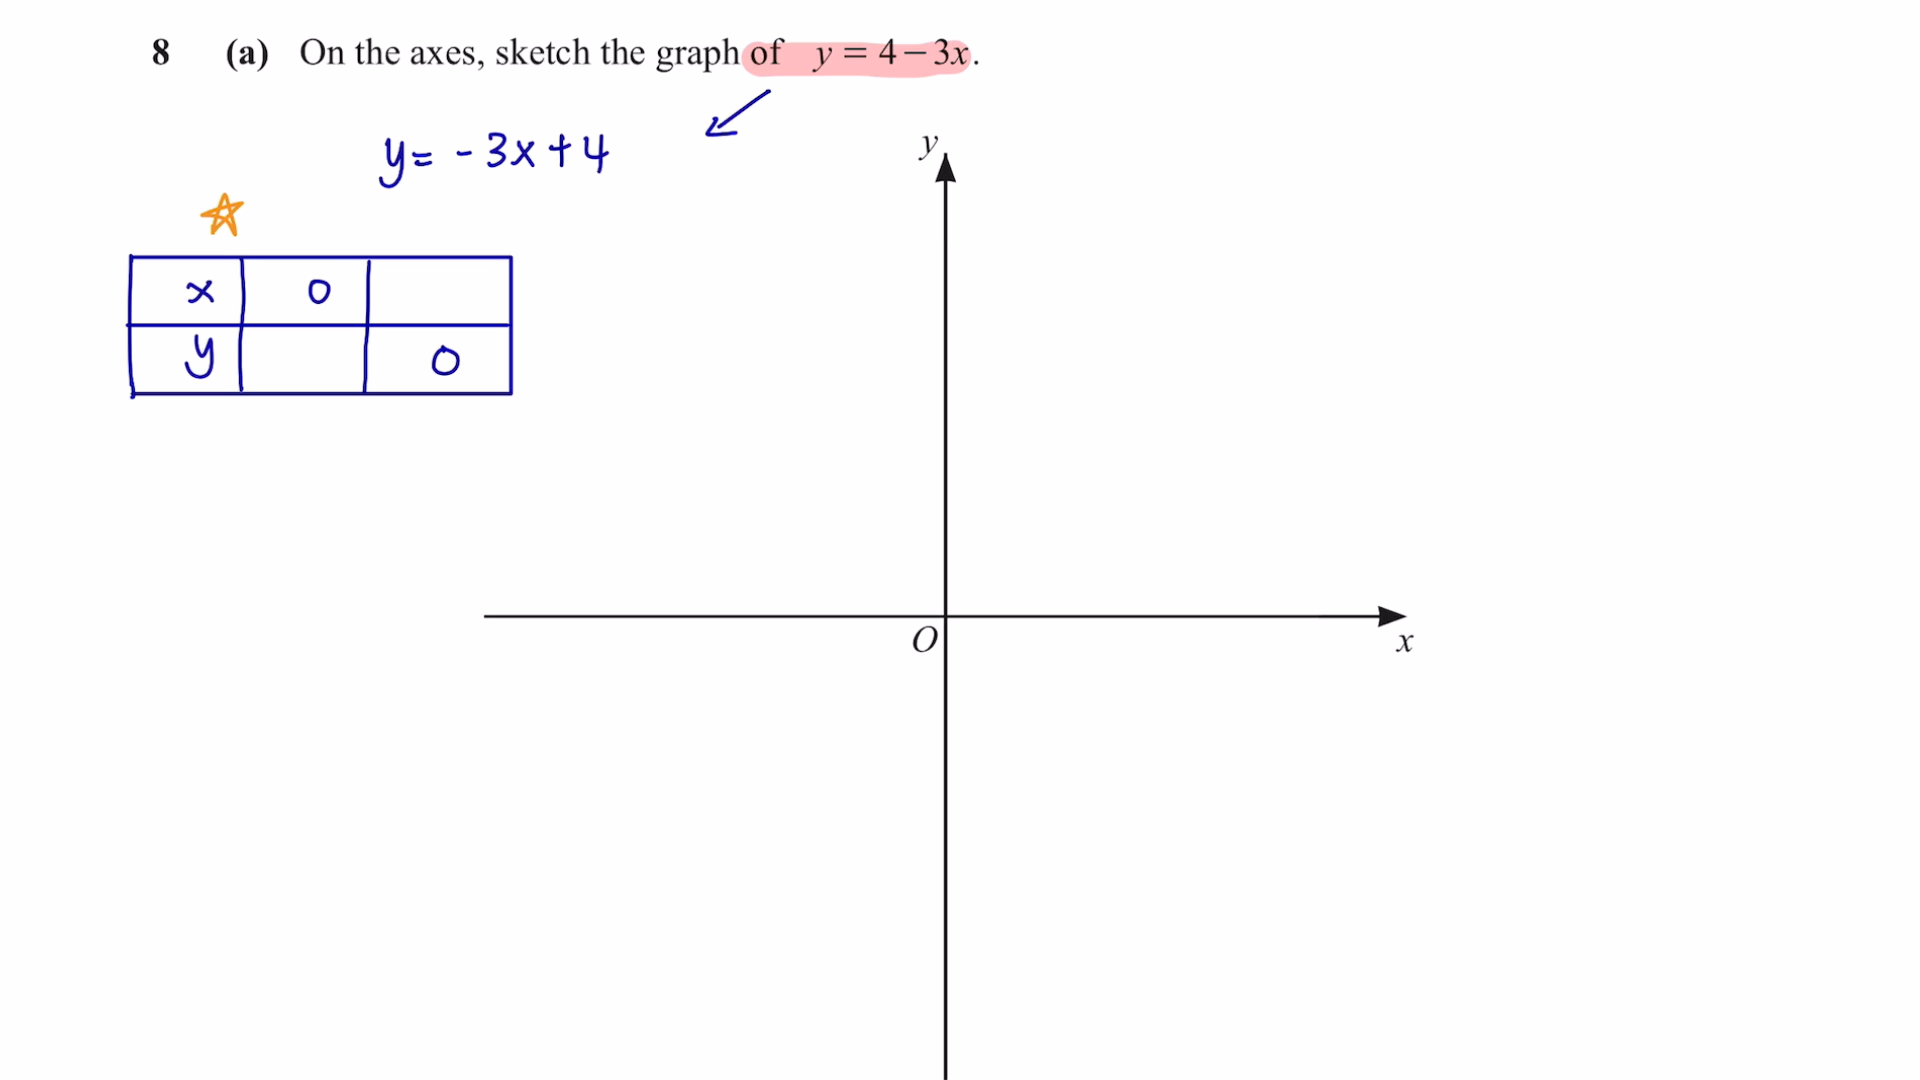 8 (a) On the axes, sketch the graph of y = 4 − 3x.
y = -3x + 4
y
x 0
y 0
O
x